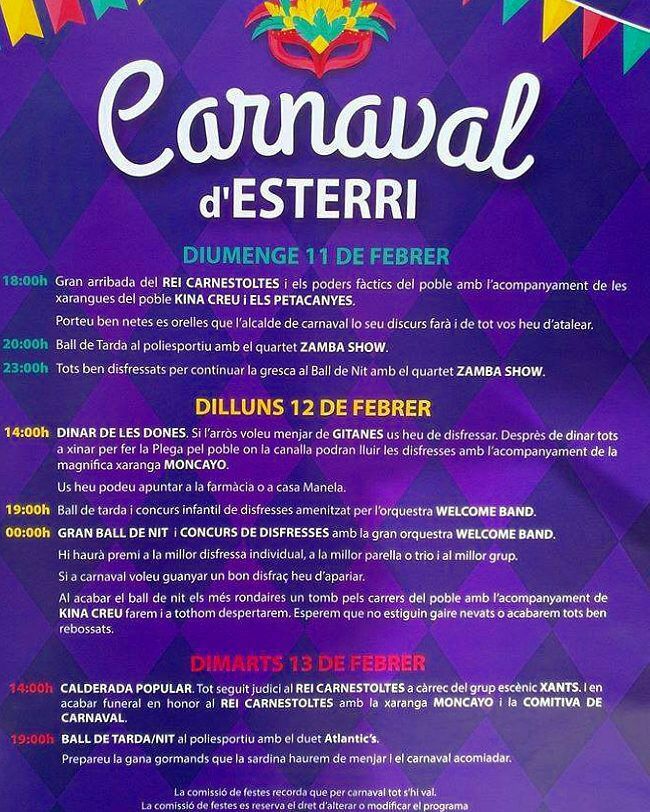 Carnaval
d'ESTERRI
DIUMENGE 11 DE FEBRER
18:00h Gran arribada del REI CARNESTOLTES i els poders fàctics del poble amb l'acompanyament de les
xarangues del poble KINA CREU i ELS PETACANYES.
Porteu ben netes es orelles que l'alcalde de carnaval lo seu discurs farà i de tot vos heu d'atalear.
20:00h Ball de Tarda al poliesportiu amb el quartet ZAMBA SHOW.
23:00h Tots ben disfressats per continuar la gresca al Ball de Nit amb el quartet ZAMBA SHOW.
DILLUNS 12 DE FEBRER
14:00h DINAR DE LES DONES. Si l'arròs voleu menjar de GITANES us heu de disfressar. Desprès de dinar tots
a xinar per fer la Plega pel poble on la canalla podran lluir les disfresses amb l'acompanyament de la
magnifica xaranga MONCAYO.
Us heu podeu apuntar a la farmàcia o a casa Manela.
19:00h Ball de tarda i concurs infantil de disfresses amenitzat per l'orquestra WELCOME BAND.
00:00h GRAN BALL DE NIT i CONCURS DE DISFRESSES amb la gran orquestra WELCOME BAND.
Hi haurà premi a la millor disfressa individual, a la millor parella o trio i al millor grup.
Si a carnaval voleu guanyar un bon disfraç heu d'apariar.
Al acabar el ball de nit els més rondaires un tomb pels carrers del poble amb l'acompanyament de
KINA CREU farem i a tothom despertarem. Esperem que no estiguin gaire nevats o acabarem tots ben
rebossats.
DIMARTS 13 DE FEBRER
14:00h CALDERADA POPULAR. Tot seguit judici al REI CARNESTOLTES a càrrec del grup escènic XANTS. I en
acabar funeral en honor al REI CARNESTOLTES amb la xaranga MONCAYO i la COMITIVA DE
CARNAVAL.
19:00h BALL DE TARDA/NIT al poliesportiu amb el duet Atlantic's.
Prepareu la gana gormands que la sardina haurem de menjar i el carnaval acomiadar.
La comissió de festes recorda que per carnaval tot s'hi val.
La comissió de festes es reserva el dret d'alterar o modificar el programa